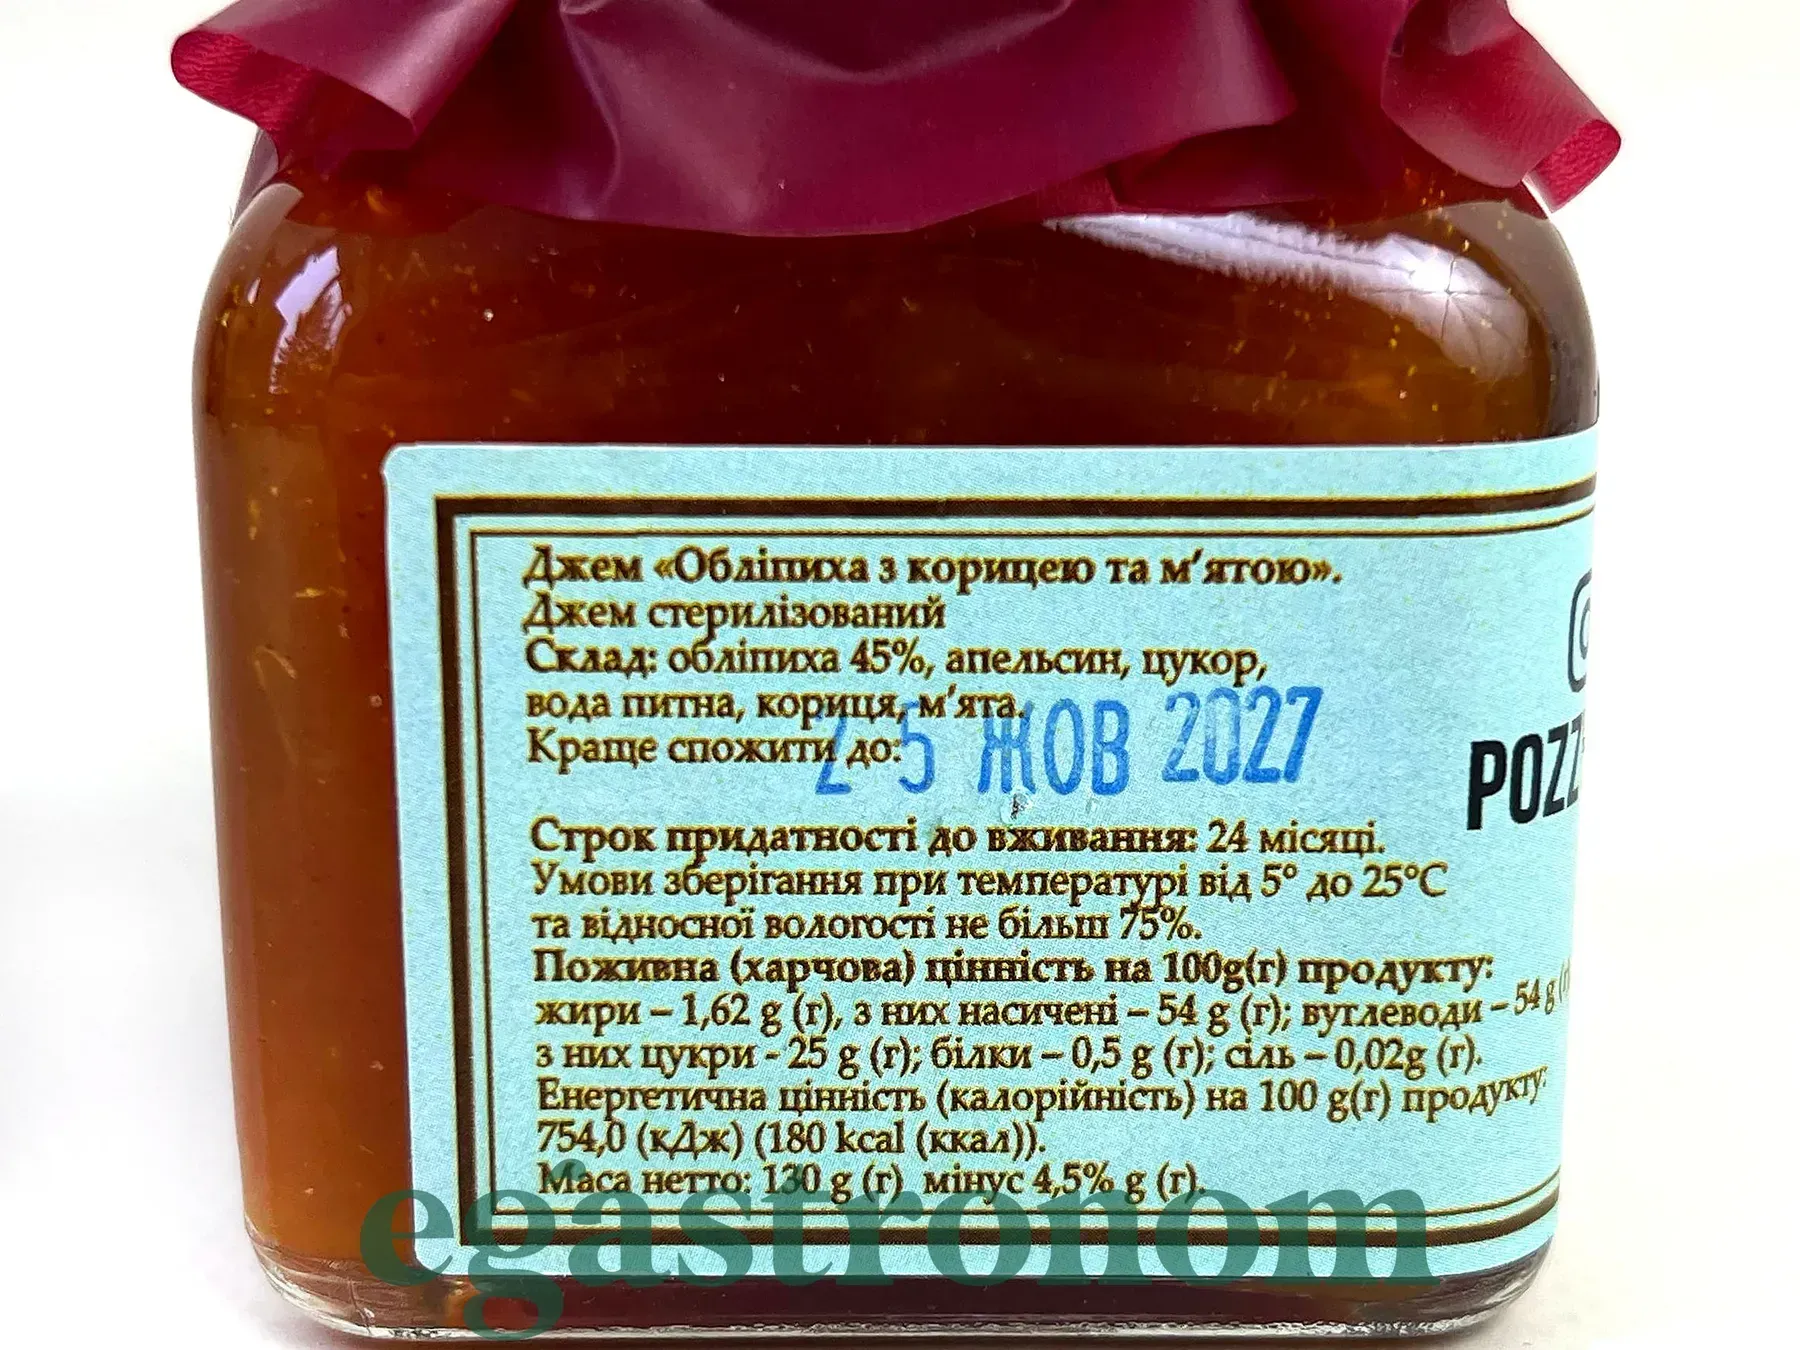 Джем «Обліпиха з корицею та м’ятою».
Джем стерилізований
Склад: обліпиха 45%, апельсин, цукор,
вода питна, кориця, м’ята.
Краще спожити до: 25 ЖОВ 2027
POZZ
Строк придатності до вживання: 24 місяці.
Умови зберігання при температурі від 5° до 25°С
та відносної вологості не більш 75%.
Поживна (харчова) цінність на 100g(г) продукту:
жири – 1,62 g (г), з них насичені – 54 g (г); вуглеводи – 54 g (г)
з них цукри - 25 g (г); білки – 0,5 g (г); сіль – 0,02g (г).
Енергетична цінність (калорійність) на 100 g(г) продукту:
754,0 (кДж) (180 kcal (ккал)).
Маса нетто: 130 g (г) мінус 4,5% g (г).
egastronom